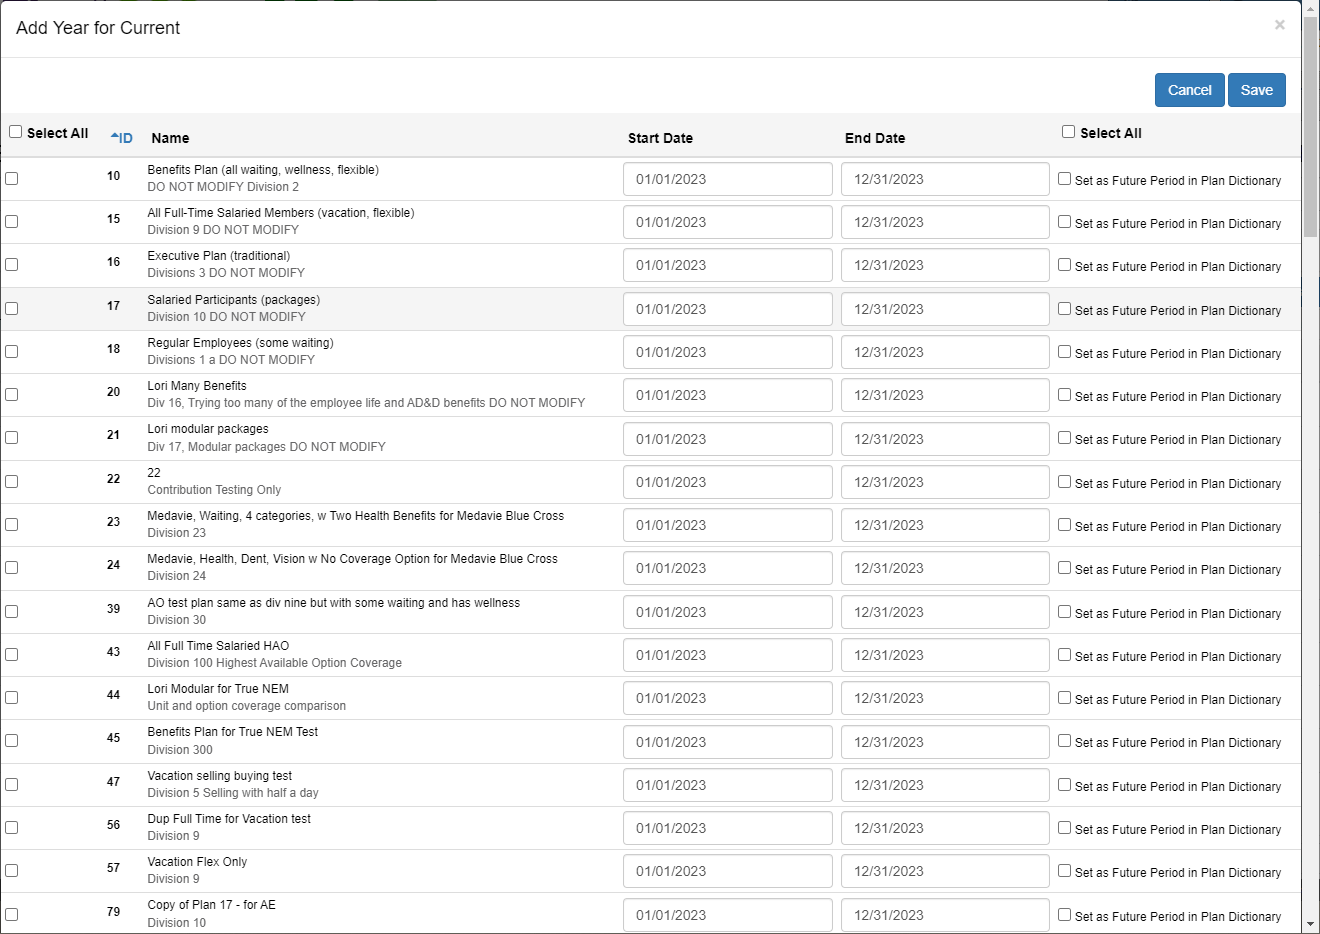 Add Year for Current
×
Cancel Save
Select All ID Name Start Date End Date Select All
10 Benefits Plan (all waiting, wellness, flexible) 01/01/2023 12/31/2023 Set as Future Period in Plan Dictionary
DO NOT MODIFY Division 2
15 All Full-Time Salaried Members (vacation, flexible) 01/01/2023 12/31/2023 Set as Future Period in Plan Dictionary
Division 9 DO NOT MODIFY
16 Executive Plan (traditional) 01/01/2023 12/31/2023 Set as Future Period in Plan Dictionary
Divisions 3 DO NOT MODIFY
17 Salaried Participants (packages) 01/01/2023 12/31/2023 Set as Future Period in Plan Dictionary
Division 10 DO NOT MODIFY
18 Regular Employees (some waiting) 01/01/2023 12/31/2023 Set as Future Period in Plan Dictionary
Divisions 1 a DO NOT MODIFY
20 Lori Many Benefits 01/01/2023 12/31/2023 Set as Future Period in Plan Dictionary
Div 16, Trying too many of the employee life and AD&D benefits DO NOT MODIFY
21 Lori modular packages 01/01/2023 12/31/2023 Set as Future Period in Plan Dictionary
Div 17, Modular packages DO NOT MODIFY
22 22 01/01/2023 12/31/2023 Set as Future Period in Plan Dictionary
Contribution Testing Only
23 Medavie, Waiting, 4 categories, w Two Health Benefits for Medavie Blue Cross 01/01/2023 12/31/2023 Set as Future Period in Plan Dictionary
Division 23
24 Medavie, Health, Dent, Vision w No Coverage Option for Medavie Blue Cross 01/01/2023 12/31/2023 Set as Future Period in Plan Dictionary
Division 24
39 AO test plan same as div nine but with some waiting and has wellness 01/01/2023 12/31/2023 Set as Future Period in Plan Dictionary
Division 30
43 All Full Time Salaried HAO 01/01/2023 12/31/2023 Set as Future Period in Plan Dictionary
Division 100 Highest Available Option Coverage
44 Lori Modular for True NEM 01/01/2023 12/31/2023 Set as Future Period in Plan Dictionary
Unit and option coverage comparison
45 Benefits Plan for True NEM Test 01/01/2023 12/31/2023 Set as Future Period in Plan Dictionary
Division 300
47 Vacation selling buying test 01/01/2023 12/31/2023 Set as Future Period in Plan Dictionary
Division 5 Selling with half a day
56 Dup Full Time for Vacation test 01/01/2023 12/31/2023 Set as Future Period in Plan Dictionary
Division 9
57 Vacation Flex Only 01/01/2023 12/31/2023 Set as Future Period in Plan Dictionary
Division 9
79 Copy of Plan 17 - for AE 01/01/2023 12/31/2023 Set as Future Period in Plan Dictionary
Division 10